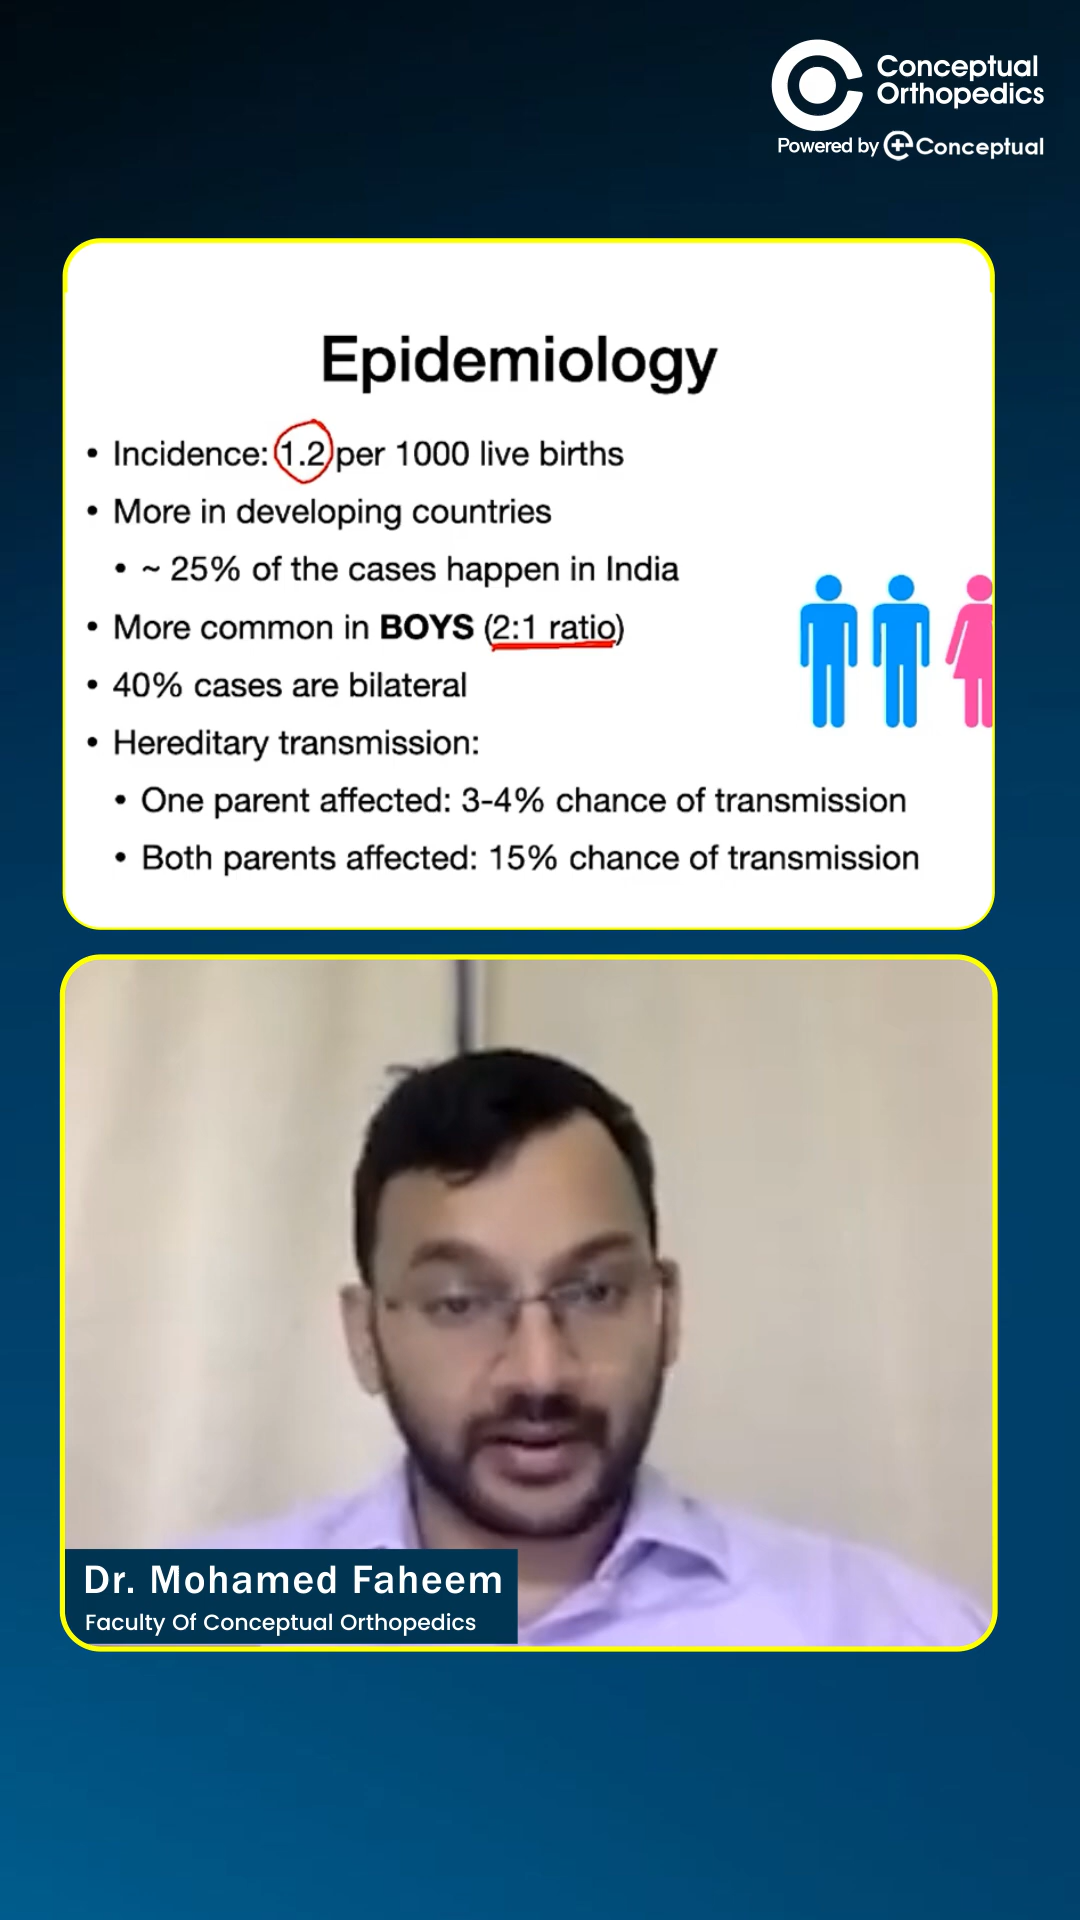 Conceptual
Orthopedics
Powered by Conceptual
Epidemiology
• Incidence: 1.2 per 1000 live births
• More in developing countries
• ~ 25% of the cases happen in India
• More common in BOYS (2:1 ratio)
• 40% cases are bilateral
• Hereditary transmission:
• One parent affected: 3-4% chance of transmission
• Both parents affected: 15% chance of transmission
Dr. Mohamed Faheem
Faculty Of Conceptual Orthopedics